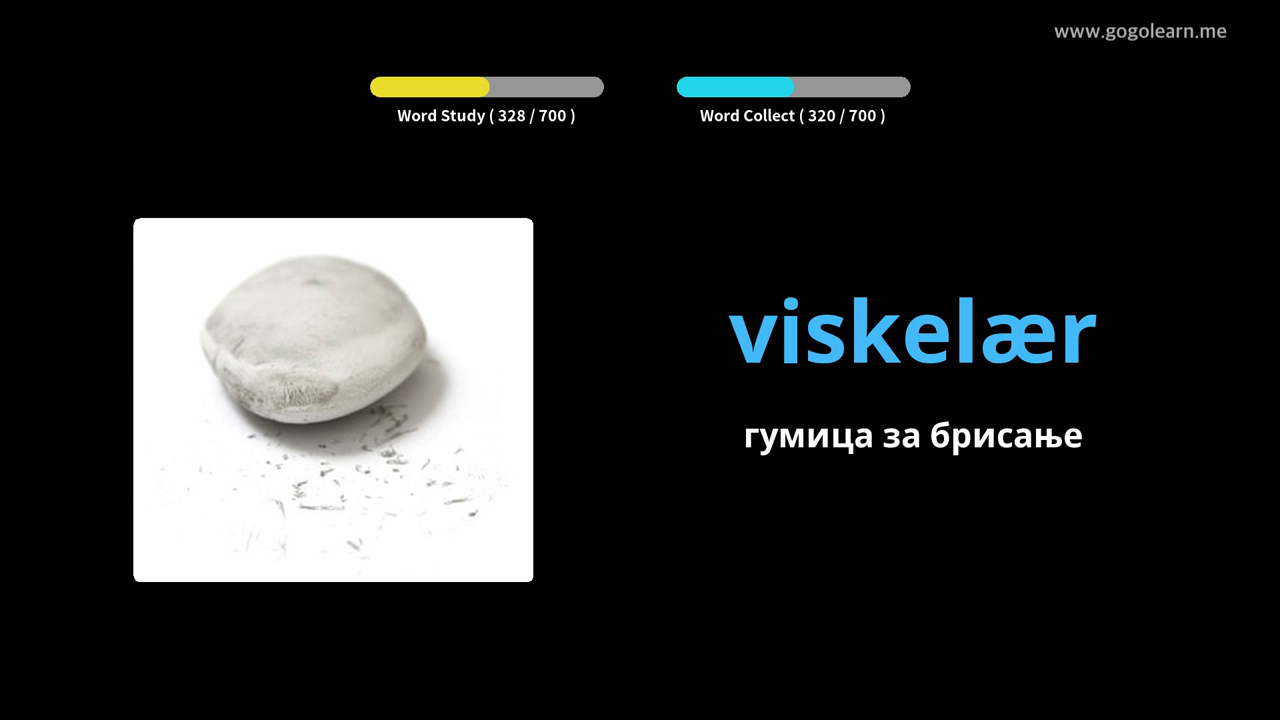 www.gogolearn.me
Word Study ( 328 / 700 )
Word Collect ( 320 / 700 )
viskelær
гумица за брисање